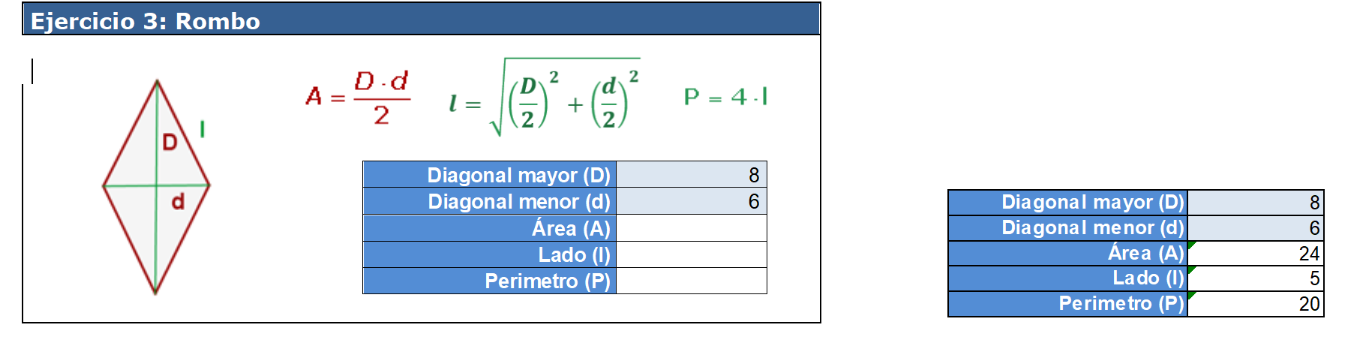 Ejercicio 3: Rombo
A = D · d / 2
l = √((D/2)² + (d/2)²)
P = 4 · l
D
l
d
Diagonal mayor (D) 8
Diagonal menor (d) 6
Área (A)
Lado (l)
Perimetro (P)
Diagonal mayor (D) 8
Diagonal menor (d) 6
Área (A) 24
Lado (l) 5
Perimetro (P) 20